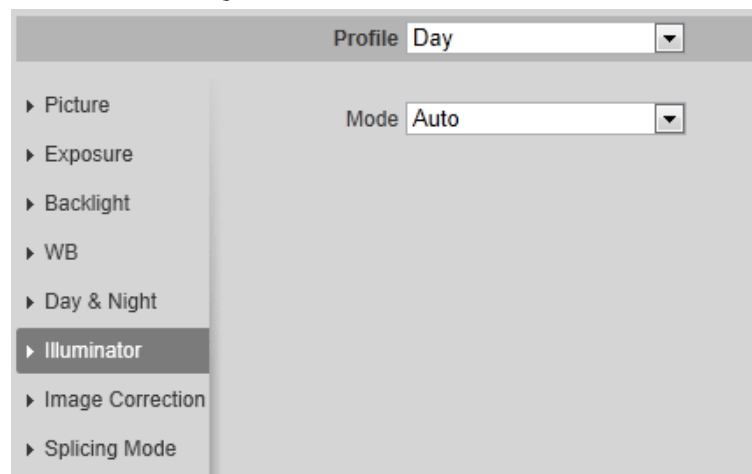 Profile Day
Picture
Mode Auto
Exposure
Backlight
WB
Day & Night
Illuminator
Image Correction
Splicing Mode